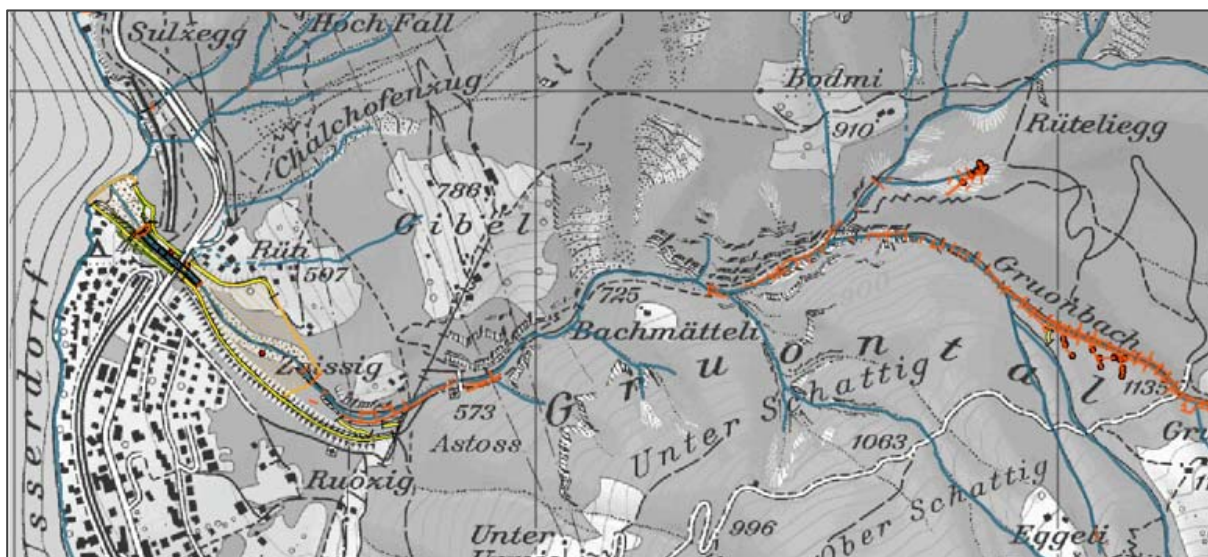 Sulzegg
Hoch Fall
Chalchofenzug
Bodmi
910
Rüteliegg
786
Gibel
Rüti
597
725
Bachmätteli
Gruonbach
Zeissig
573
Astoss
Gruontal
Unter Schattig
1135
1063
Ober Schattig
Ruozig
996
Unter
Eggeli